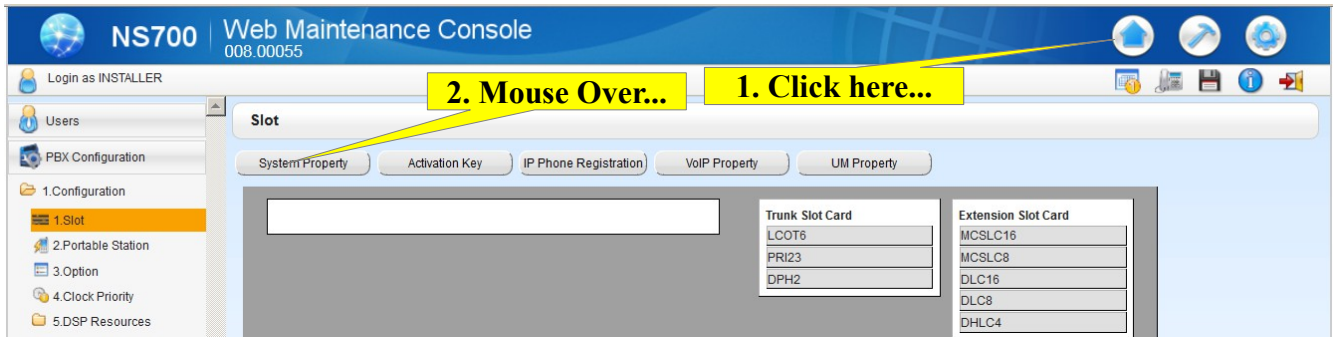 NS700
Web Maintenance Console
008.00055
Login as INSTALLER
2. Mouse Over...
1. Click here...
Users
PBX Configuration
1.Configuration
1.Slot
2.Portable Station
3.Option
4.Clock Priority
5.DSP Resources
Slot
System Property
Activation Key
IP Phone Registration
VoIP Property
UM Property
Trunk Slot Card
LCOT6
PRI23
DPH2
Extension Slot Card
MCSLC16
MCSLC8
DLC16
DLC8
DHLC4